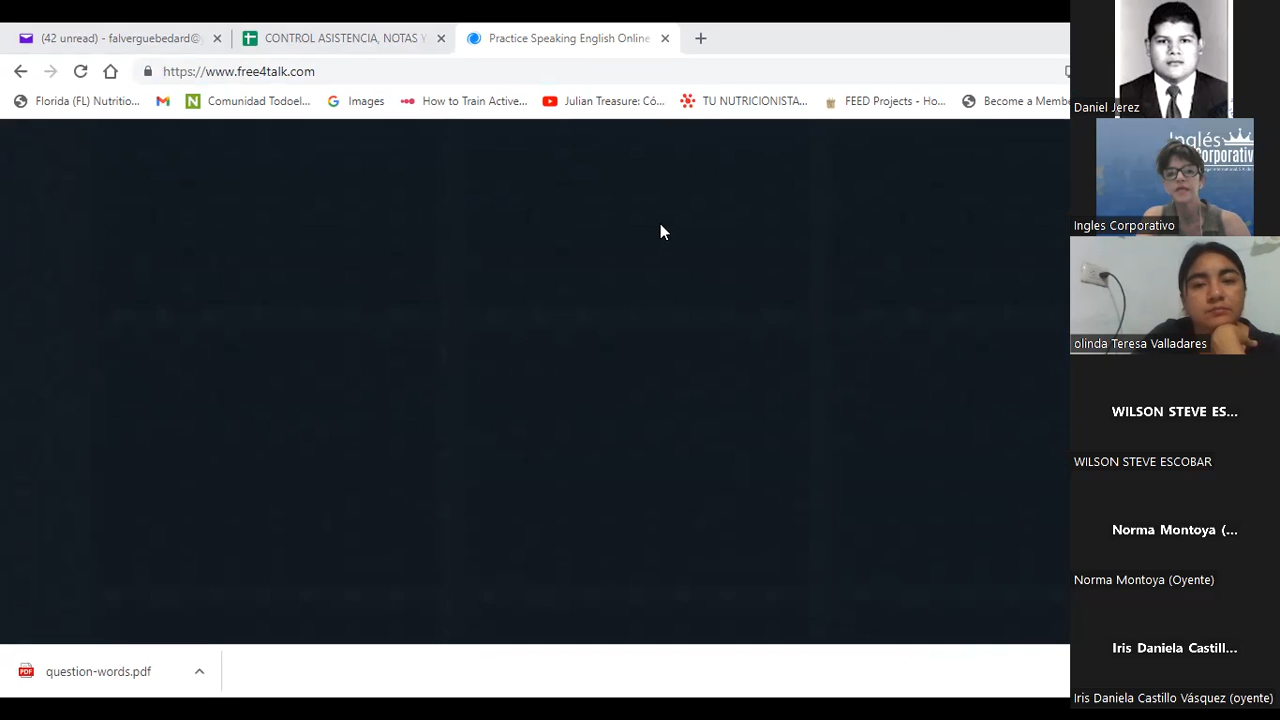 (42 unread) - falverguebedard@
CONTROL ASISTENCIA, NOTAS Y
Practice Speaking English Online
https://www.free4talk.com
Florida (FL) Nutritio...
Comunidad Todoel...
Images
How to Train Active...
Julian Treasure: Có...
TU NUTRICIONISTA...
FEED Projects - Ho...
Become a Membe
question-words.pdf
PDF
Daniel Jerez
Inglés
Corporativo
Ingles Corporativo
olinda Teresa Valladares
WILSON STEVE ES...
WILSON STEVE ESCOBAR
Norma Montoya (...
Norma Montoya (Oyente)
Iris Daniela Castill...
Iris Daniela Castillo Vásquez (oyente)